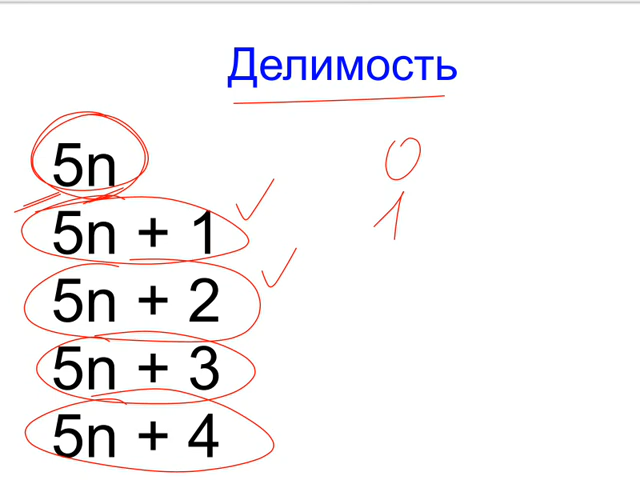 Делимость
5n 0
5n + 1 1
5n + 2
5n + 3
5n + 4